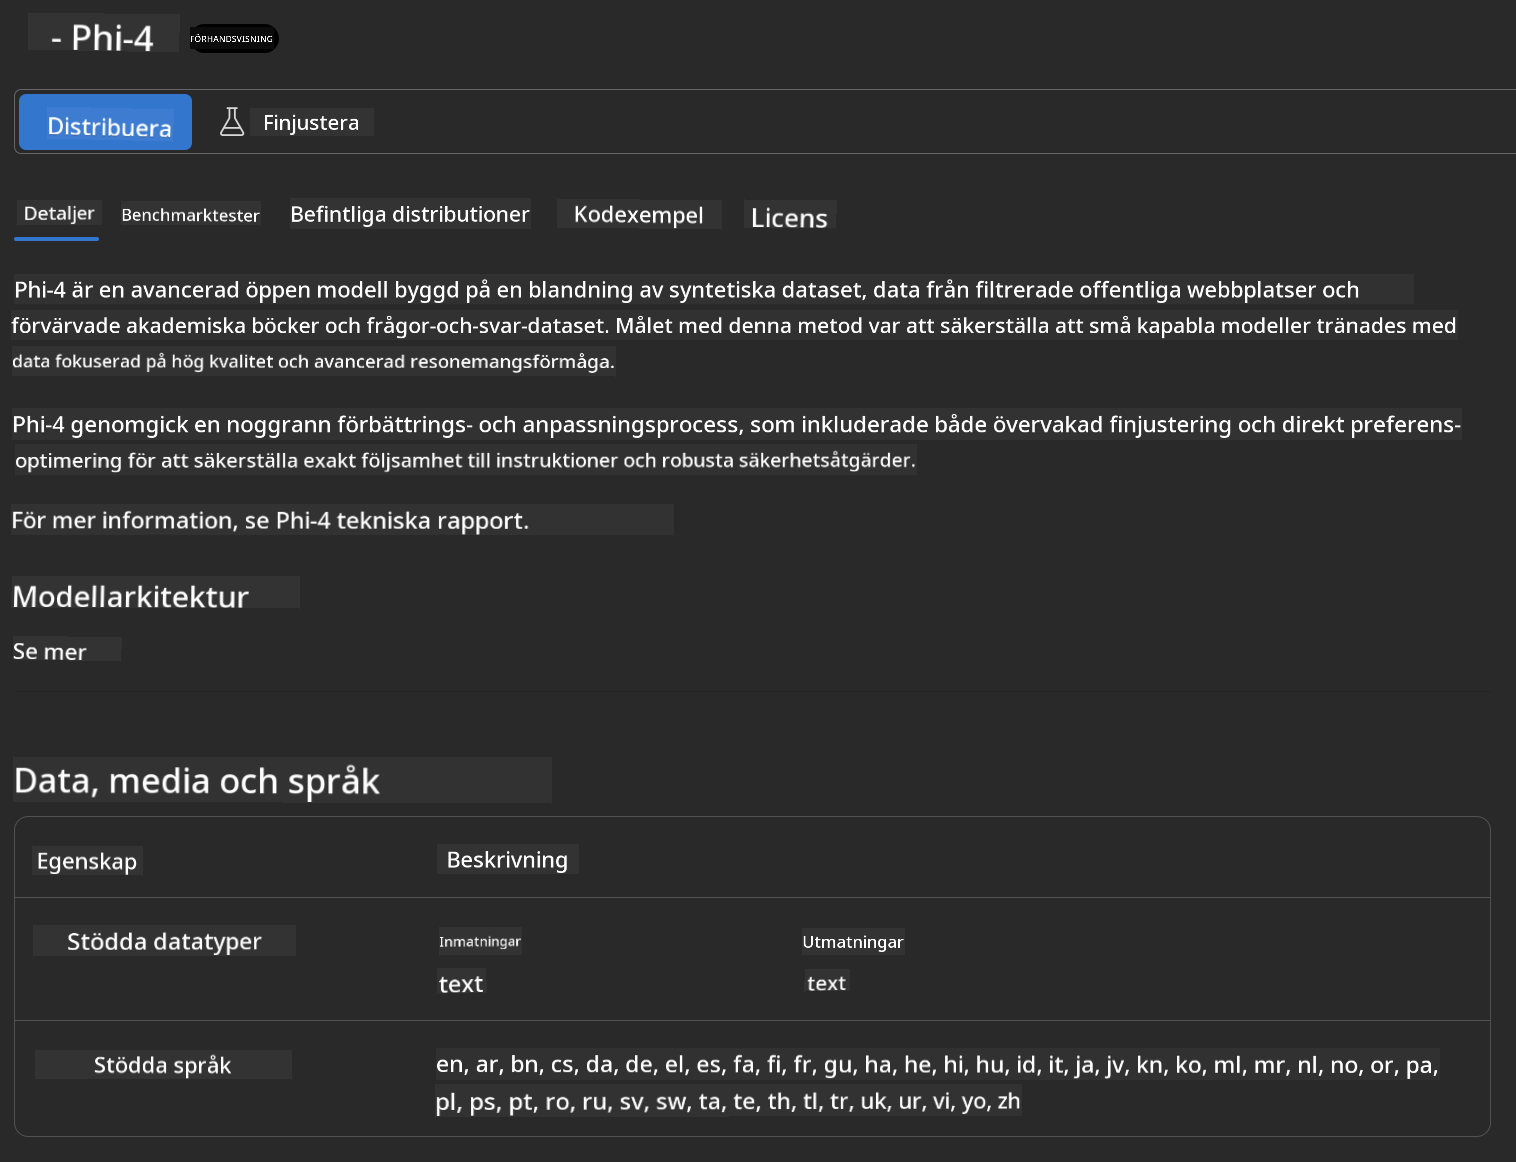 - Phi-4 FÖRHANDSVISNING
Distribuera Finjustera
Detaljer Benchmarktester Befintliga distributioner Kodexempel Licens
Phi-4 är en avancerad öppen modell byggd på en blandning av syntetiska dataset, data från filtrerade offentliga webbplatser och
förvärvade akademiska böcker och frågor-och-svar-dataset. Målet med denna metod var att säkerställa att små kapabla modeller tränades med
data fokuserad på hög kvalitet och avancerad resonemangsförmåga.
Phi-4 genomgick en noggrann förbättrings- och anpassningsprocess, som inkluderade både övervakad finjustering och direkt preferens-
optimering för att säkerställa exakt följsamhet till instruktioner och robusta säkerhetsåtgärder.
För mer information, se Phi-4 tekniska rapport.
Modellarkitektur
Se mer
Data, media och språk
Egenskap Beskrivning
Stödda datatyper Inmatningar Utmatningar
text text
Stödda språk en, ar, bn, cs, da, de, el, es, fa, fi, fr, gu, ha, he, hi, hu, id, it, ja, jv, kn, ko, ml, mr, nl, no, or, pa,
pl, ps, pt, ro, ru, sv, sw, ta, te, th, tl, tr, uk, ur, vi, yo, zh